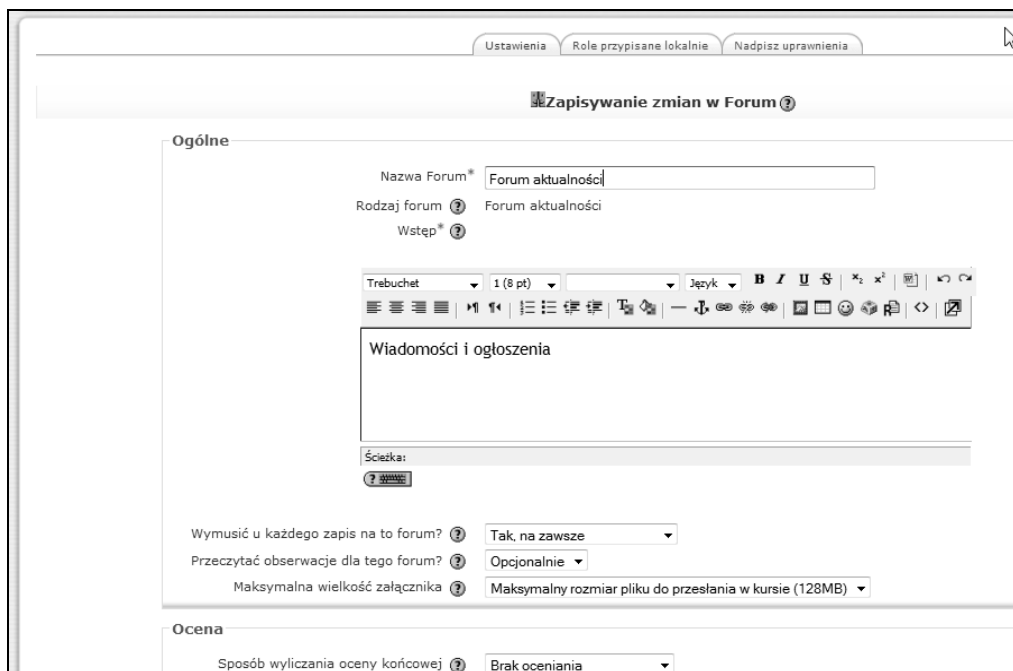 Ustawienia Role przypisane lokalnie Nadpisz uprawnienia
Zapisywanie zmian w Forum ?
Ogólne
Nazwa Forum* Forum aktualności
Rodzaj forum ? Forum aktualności
Wstęp* ?
Trebuchet 1 (8 pt) Język B I U S x₂ x²
Wiadomości i ogłoszenia
Ścieżka:
?
Wymusić u każdego zapis na to forum? ? Tak, na zawsze
Przeczytać obserwacje dla tego forum? ? Opcjonalnie
Maksymalna wielkość załącznika ? Maksymalny rozmiar pliku do przesłania w kursie (128MB)
Ocena
Sposób wyliczania oceny końcowej ? Brak oceniania